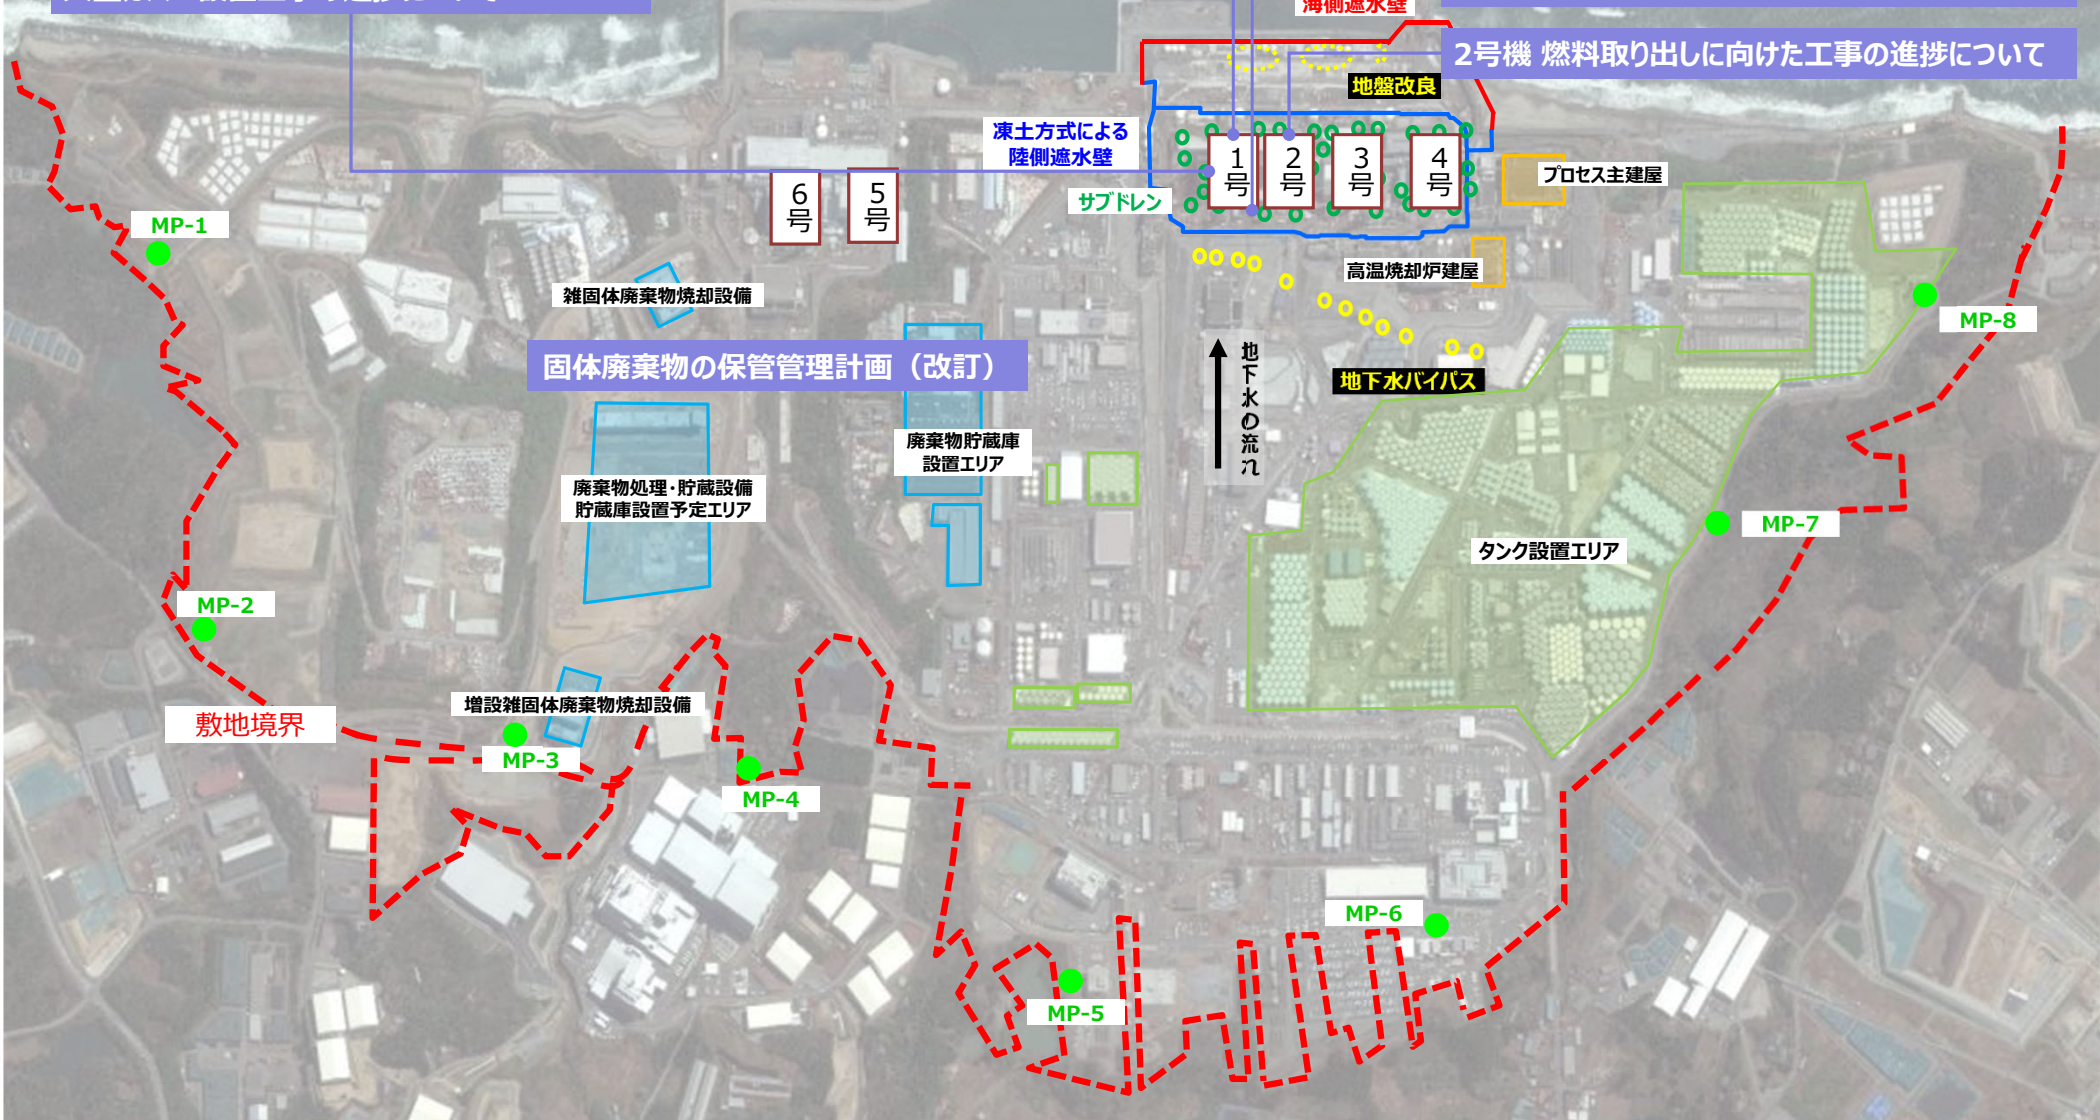 海側遮水壁
2号機 燃料取り出しに向けた工事の進捗について
地盤改良
凍土方式による
陸側遮水壁
1号
2号
3号
4号
プロセス主建屋
サブドレン
6号
5号
MP-1
高温焼却炉建屋
雑固体廃棄物焼却設備
MP-8
固体廃棄物の保管管理計画（改訂）
地下水の流れ
地下水バイパス
廃棄物貯蔵庫
設置エリア
廃棄物処理・貯蔵設備
貯蔵庫設置予定エリア
MP-7
タンク設置エリア
MP-2
増設雑固体廃棄物焼却設備
敷地境界
MP-3
MP-4
MP-6
MP-5